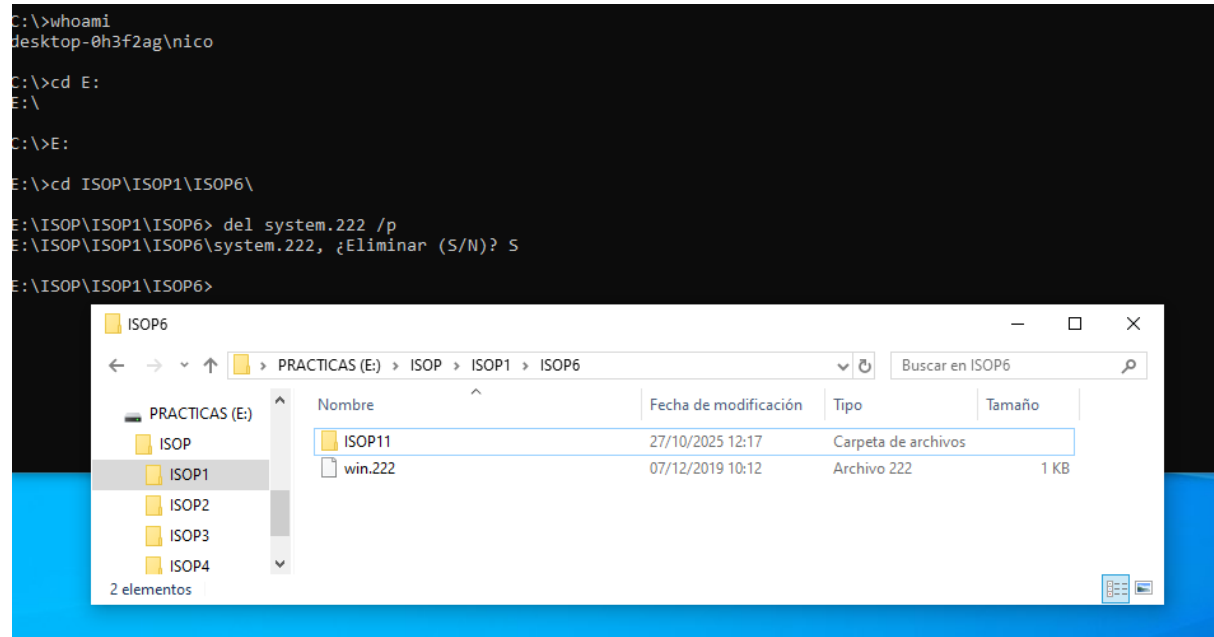 C:\>whoami
desktop-0h3f2ag\nico
C:\>cd E:
E:\
C:\>E:
E:\>cd ISOP\ISOP1\ISOP6\
E:\ISOP\ISOP1\ISOP6> del system.222 /p
E:\ISOP\ISOP1\ISOP6\system.222, ¿Eliminar (S/N)? S
E:\ISOP\ISOP1\ISOP6>
ISOP6
PRACTICAS (E:) > ISOP > ISOP1 > ISOP6
Buscar en ISOP6
PRACTICAS (E:)
ISOP
ISOP1
ISOP2
ISOP3
ISOP4
Nombre Fecha de modificación Tipo Tamaño
ISOP11 27/10/2025 12:17 Carpeta de archivos
win.222 07/12/2019 10:12 Archivo 222 1 KB
2 elementos